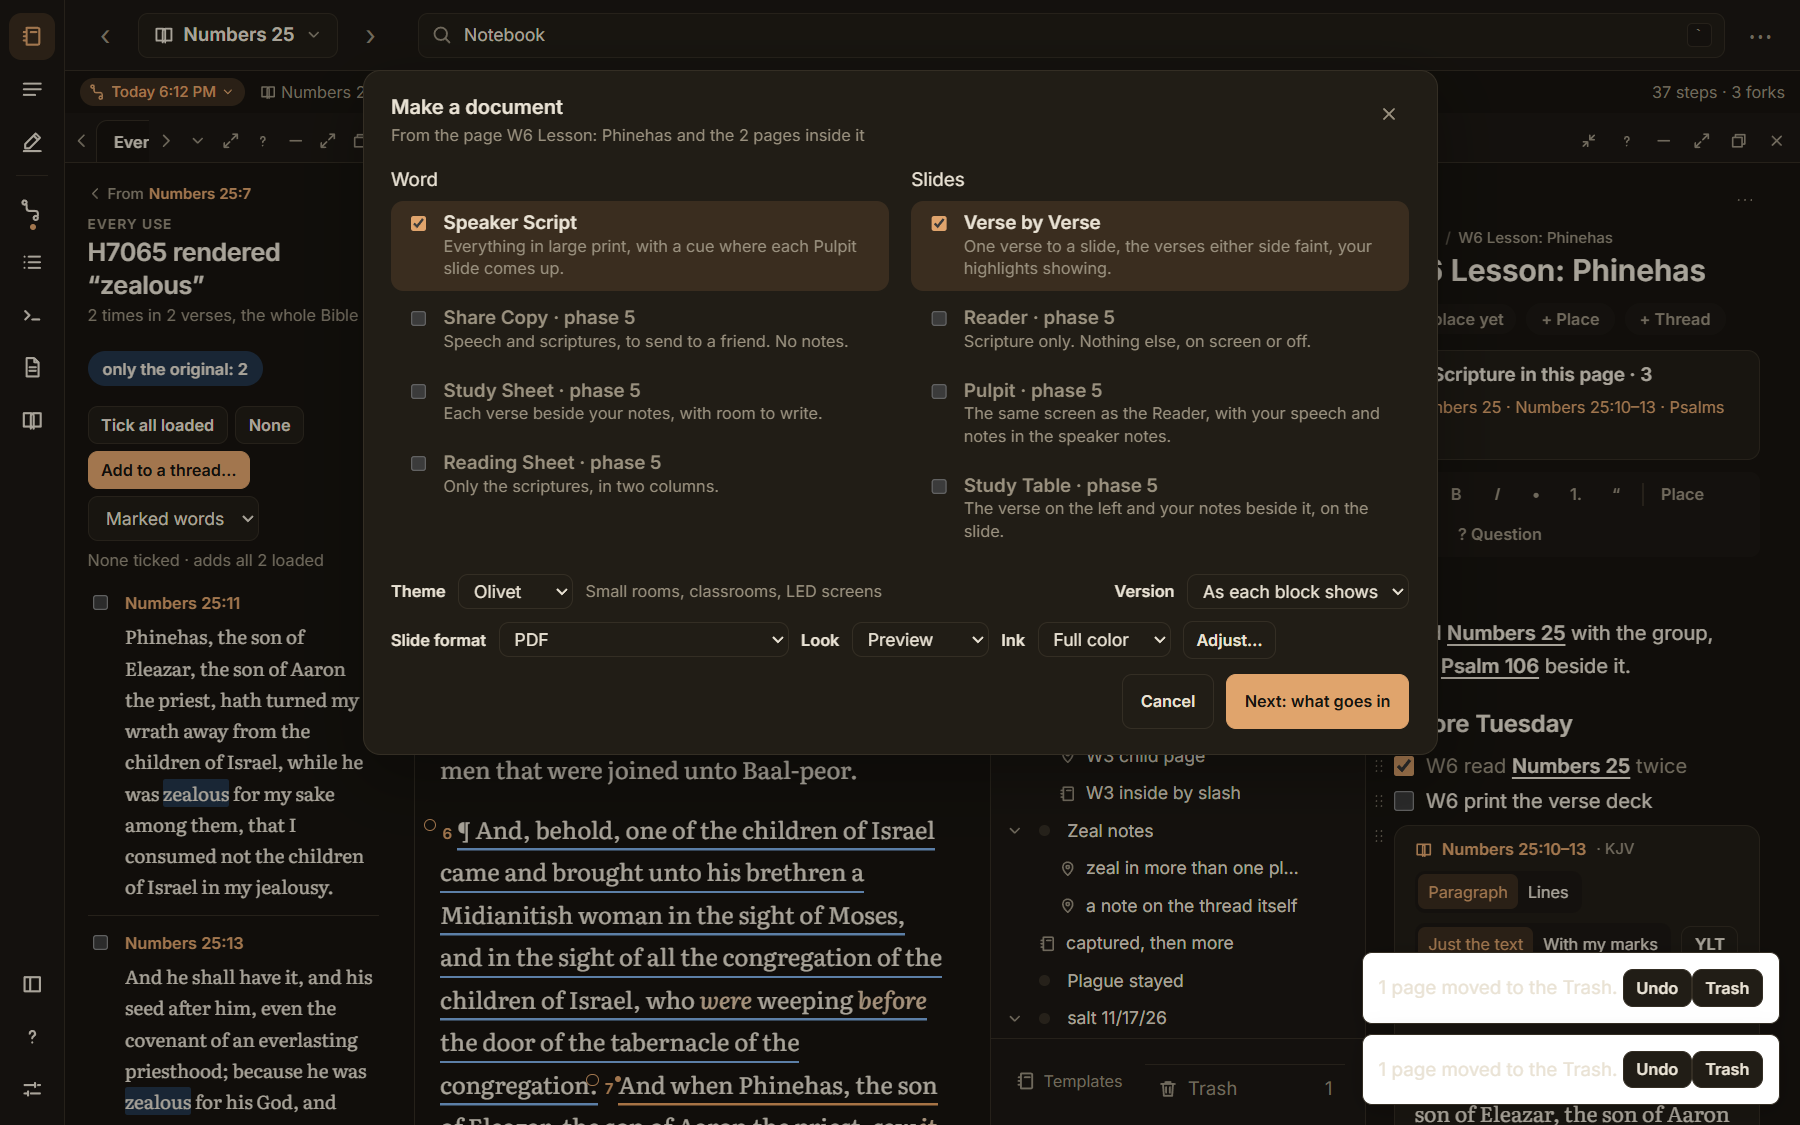 Numbers 25
Notebook
`
Today 6:12 PM
Numbers 2
37 steps · 3 forks
Ever
?
?
From Numbers 25:7
EVERY USE
H7065 rendered
“zealous”
2 times in 2 verses, the whole Bible
only the original: 2
Tick all loaded
None
Add to a thread…
Marked words
None ticked · adds all 2 loaded
Numbers 25:11
Phinehas, the son of
Eleazar, the son of Aaron
the priest, hath turned my
wrath away from the
children of Israel, while he
was zealous for my sake
among them, that I
consumed not the children
of Israel in my jealousy.
Numbers 25:13
And he shall have it, and his
seed after him, even the
covenant of an everlasting
priesthood; because he was
zealous for his God, and
?
Make a document
From the page W6 Lesson: Phinehas and the 2 pages inside it
Word
Speaker Script
Everything in large print, with a cue where each Pulpit
slide comes up.
Share Copy · phase 5
Speech and scriptures, to send to a friend. No notes.
Study Sheet · phase 5
Each verse beside your notes, with room to write.
Reading Sheet · phase 5
Only the scriptures, in two columns.
Slides
Verse by Verse
One verse to a slide, the verses either side faint, your
highlights showing.
Reader · phase 5
Scripture only. Nothing else, on screen or off.
Pulpit · phase 5
The same screen as the Reader, with your speech and
notes in the speaker notes.
Study Table · phase 5
The verse on the left and your notes beside it, on the
slide.
Theme
Olivet
Small rooms, classrooms, LED screens
Version
As each block shows
Slide format
PDF
Look
Preview
Ink
Full color
Adjust…
Cancel
Next: what goes in
men that were joined unto Baal-peor.
6 ¶ And, behold, one of the children of Israel
came and brought unto his brethren a
Midianitish woman in the sight of Moses,
and in the sight of all the congregation of the
children of Israel, who were weeping before
the door of the tabernacle of the
congregation. 7 And when Phinehas, the son
of Eleazar, the son of Aaron the priest, saw it,
W3 child page
W3 inside by slash
Zeal notes
zeal in more than one pl…
a note on the thread itself
captured, then more
Plague stayed
salt 11/17/26
Templates
Trash
1
/ W6 Lesson: Phinehas
6 Lesson: Phinehas
place yet
+ Place
+ Thread
Scripture in this page · 3
nbers 25 · Numbers 25:10–13 · Psalms
B
I
•
1.
“
Place
? Question
Numbers 25 with the group,
Psalm 106 beside it.
ore Tuesday
W6 read Numbers 25 twice
W6 print the verse deck
Numbers 25:10–13 · KJV
Paragraph
Lines
Just the text
With my marks
YLT
1 page moved to the Trash.
Undo
Trash
1 page moved to the Trash.
Undo
Trash
son of Eleazar, the son of Aaron